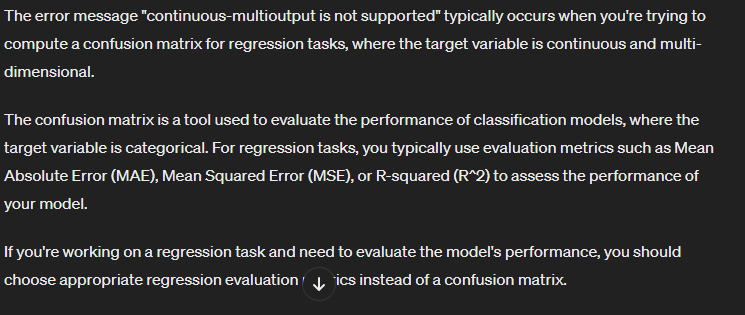 The error message "continuous-multioutput is not supported" typically occurs when you're trying to
compute a confusion matrix for regression tasks, where the target variable is continuous and multi-
dimensional.
The confusion matrix is a tool used to evaluate the performance of classification models, where the
target variable is categorical. For regression tasks, you typically use evaluation metrics such as Mean
Absolute Error (MAE), Mean Squared Error (MSE), or R-squared (R^2) to assess the performance of
your model.
If you're working on a regression task and need to evaluate the model's performance, you should
choose appropriate regression evaluation instead of a confusion matrix.